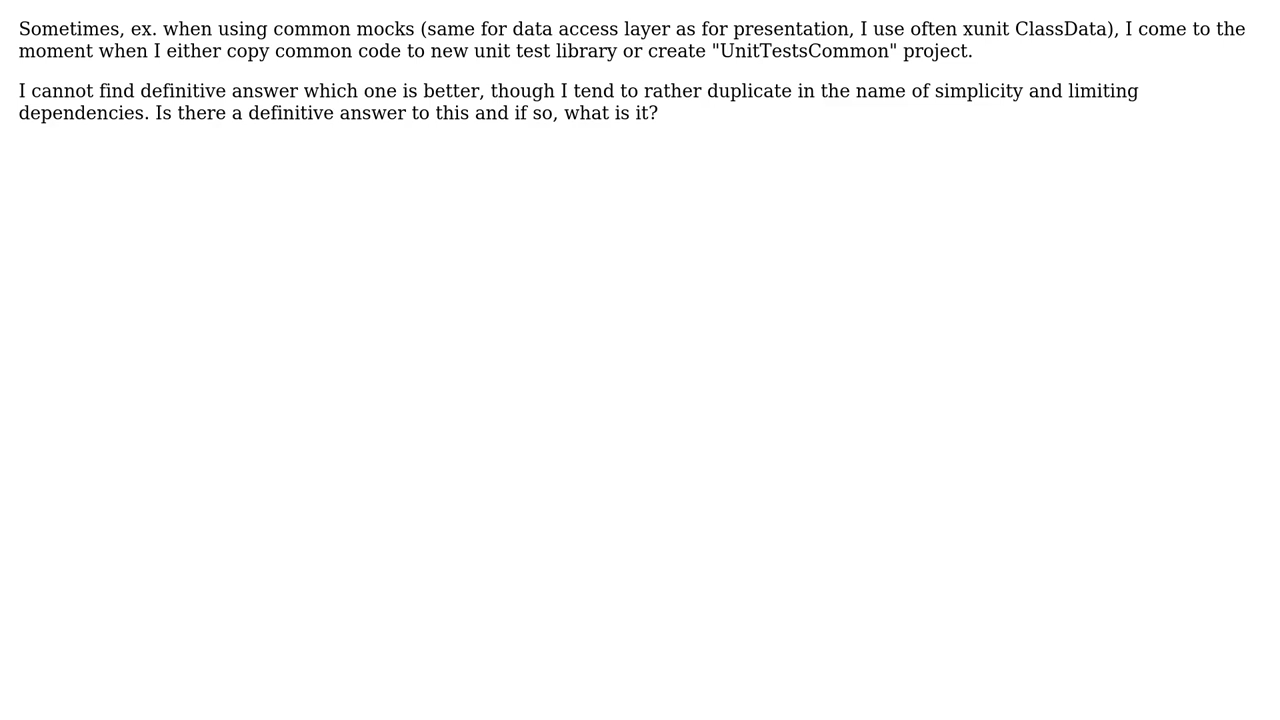 Sometimes, ex. when using common mocks (same for data access layer as for presentation, I use often xunit ClassData), I come to the
moment when I either copy common code to new unit test library or create "UnitTestsCommon" project.
I cannot find definitive answer which one is better, though I tend to rather duplicate in the name of simplicity and limiting
dependencies. Is there a definitive answer to this and if so, what is it?